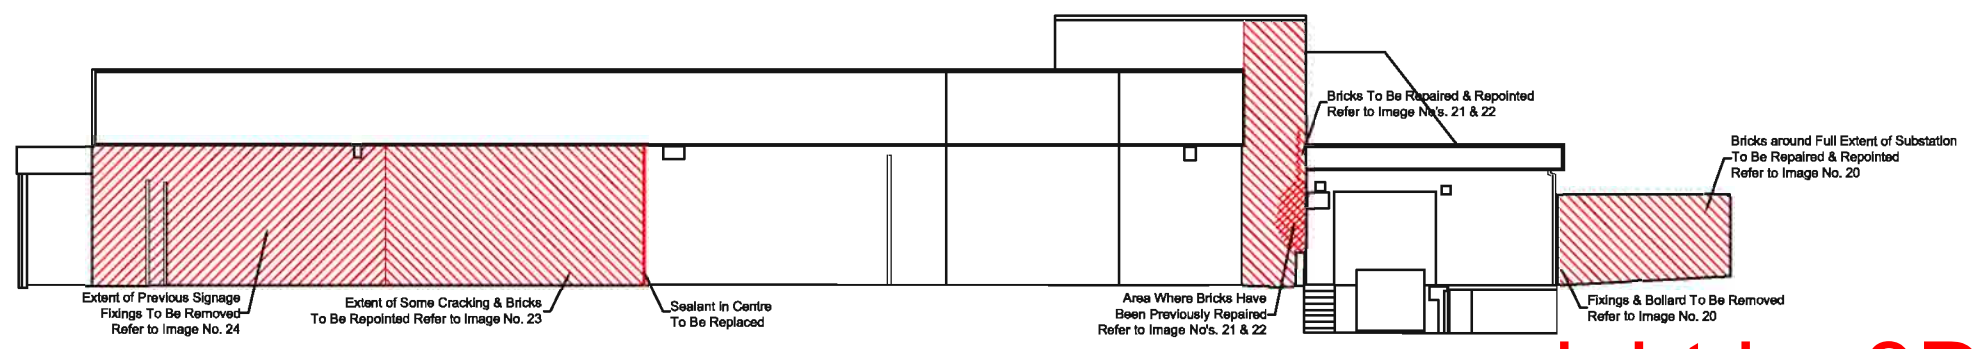 Bricks To Be Repaired & Repointed
Refer to Image No's. 21 & 22
Bricks around Full Extent of Substation
To Be Repaired & Repointed
Refer to Image No. 20
Extent of Previous Signage
Fixings To Be Removed
Refer to Image No. 24
Extent of Some Cracking & Bricks
To Be Repointed Refer to Image No. 23
Sealant in Centre
To Be Replaced
Area Where Bricks Have
Been Previously Repaired
Refer to Image No's. 21 & 22
Fixings & Bollard To Be Removed
Refer to Image No. 20